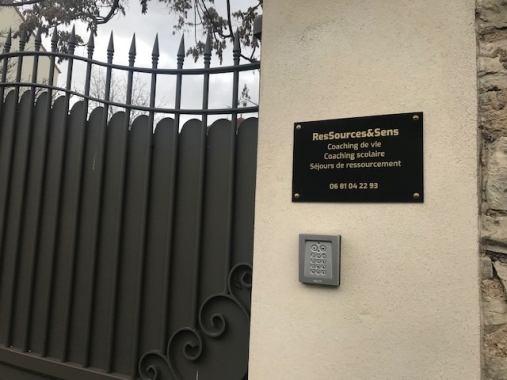 ResSources&Sens
Coaching de vie
Coaching scolaire
Séjours de ressourcement
06 81 04 22 93